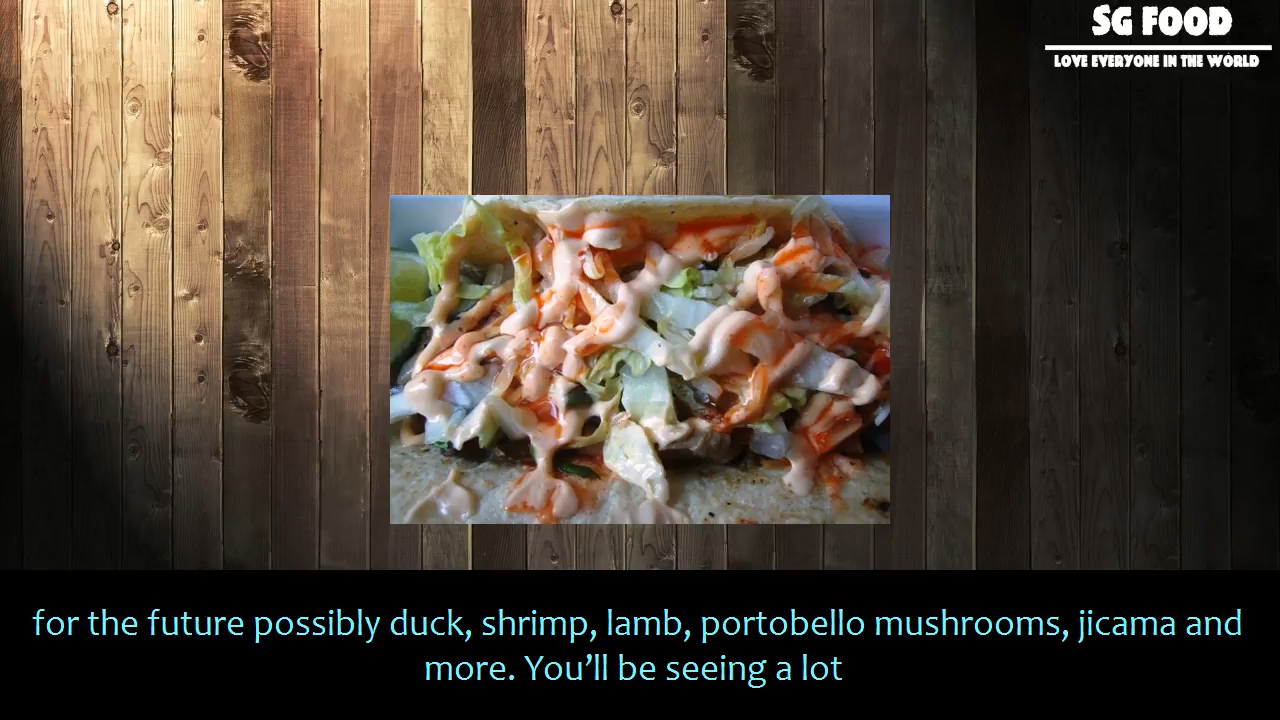 SG FOOD
LOVE EVERYONE IN THE WORLD
for the future possibly duck, shrimp, lamb, portobello mushrooms, jicama and
more. You’ll be seeing a lot